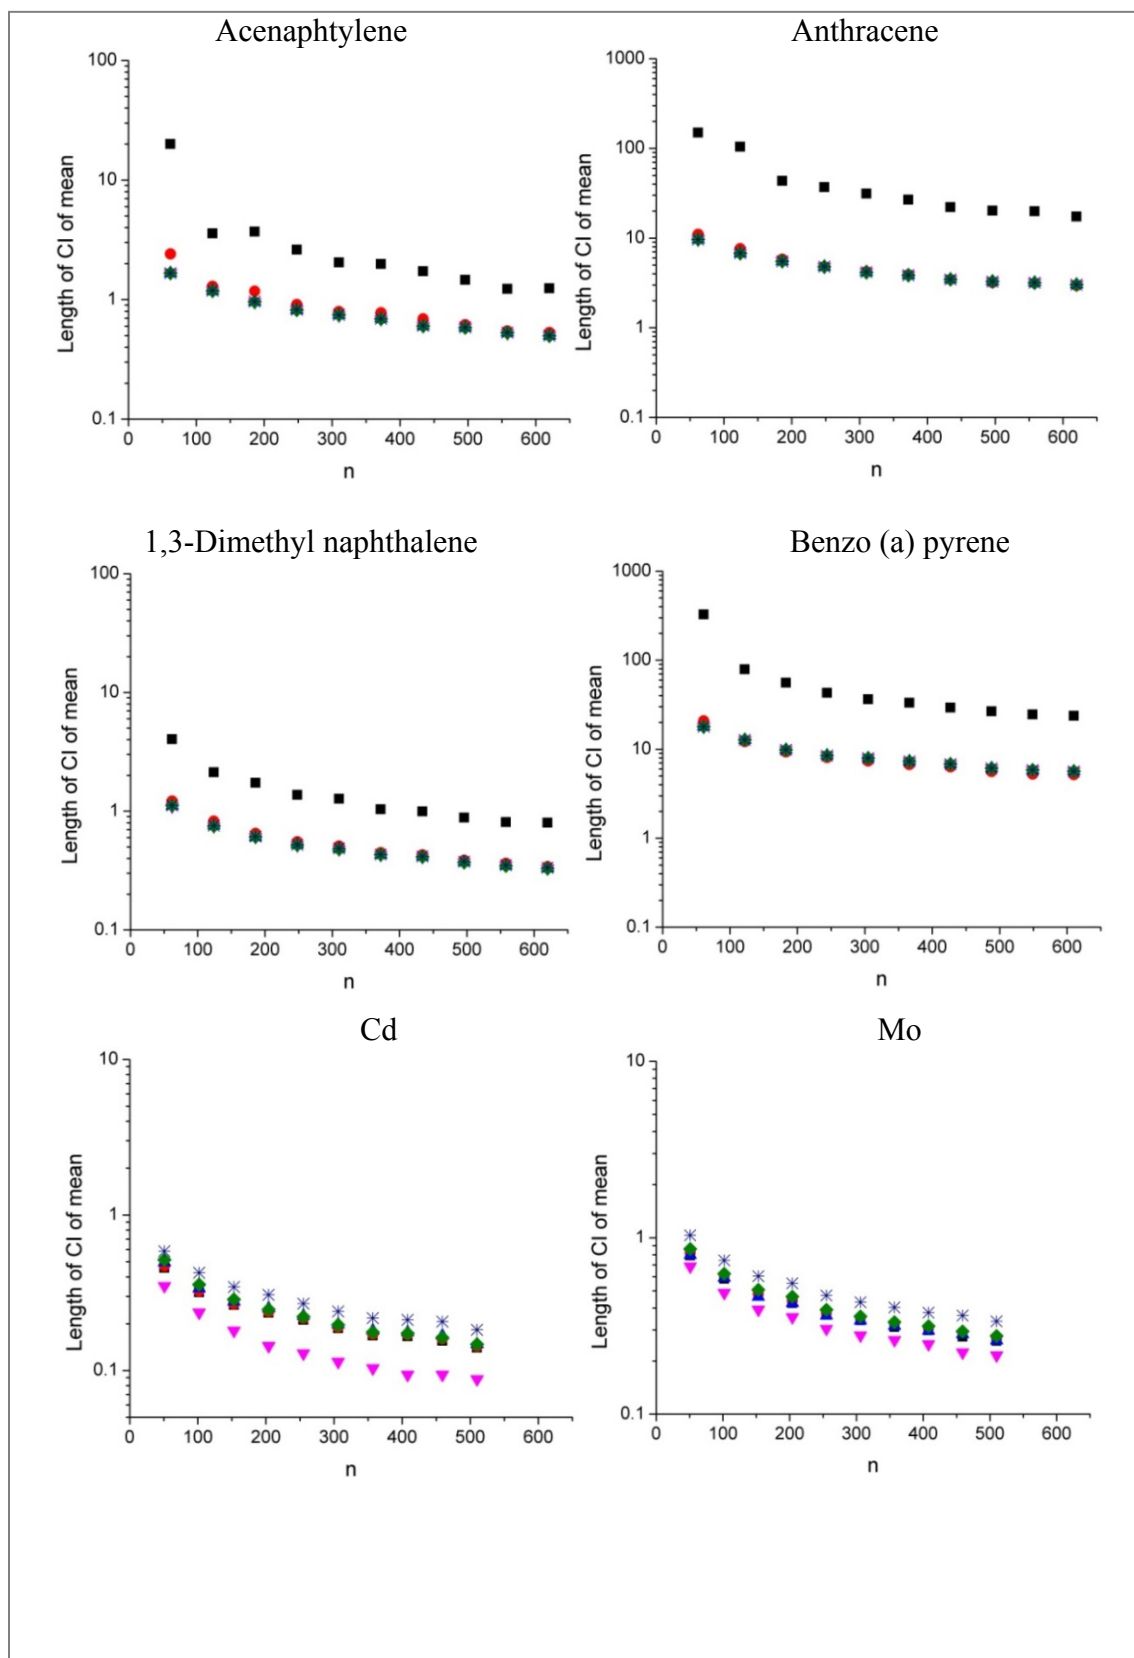 Acenaphtylene
100
10
1
0.1
Length of CI of mean
0 100 200 300 400 500 600
n
Anthracene
1000
100
10
1
0.1
Length of CI of mean
0 100 200 300 400 500 600
n
1,3-Dimethyl naphthalene
100
10
1
0.1
Length of CI of mean
0 100 200 300 400 500 600
n
Benzo (a) pyrene
1000
100
10
1
0.1
Length of CI of mean
0 100 200 300 400 500 600
n
Cd
10
1
0.1
Length of CI of mean
0 100 200 300 400 500 600
n
Mo
10
1
0.1
Length of CI of mean
0 100 200 300 400 500 600
n